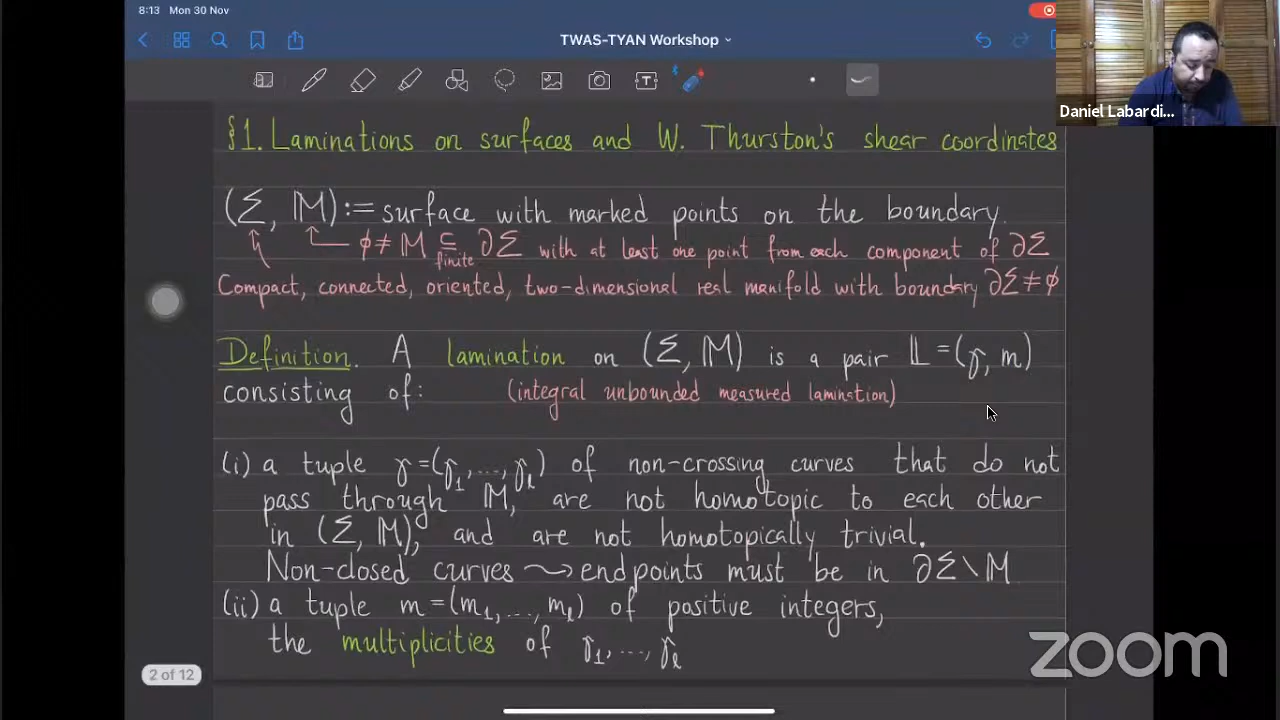 8:13 Mon 30 Nov
TWAS-TYAN Workshop
T
Daniel Labardi...
§1. Laminations on surfaces and W. Thurston's shear coordinates
(Σ, 𝕄) := surface with marked points on the boundary.
ϕ ≠ 𝕄 ⊆ ∂Σ with at least one point from each component of ∂Σ
finite
Compact, connected, oriented, two-dimensional real manifold with boundary ∂Σ ≠ ϕ
Definition. A lamination on (Σ, 𝕄) is a pair 𝕃 = (γ, m)
consisting of: (integral unbounded measured lamination)
(i) a tuple γ = (γ₁, ..., γₗ) of non-crossing curves that do not
pass through 𝕄, are not homotopic to each other
in (Σ, 𝕄), and are not homotopically trivial.
Non-closed curves ⤳ endpoints must be in ∂Σ \ 𝕄
(ii) a tuple m = (m₁, ..., mₗ) of positive integers,
the multiplicities of γ₁, ..., γₗ
2 of 12
zoom